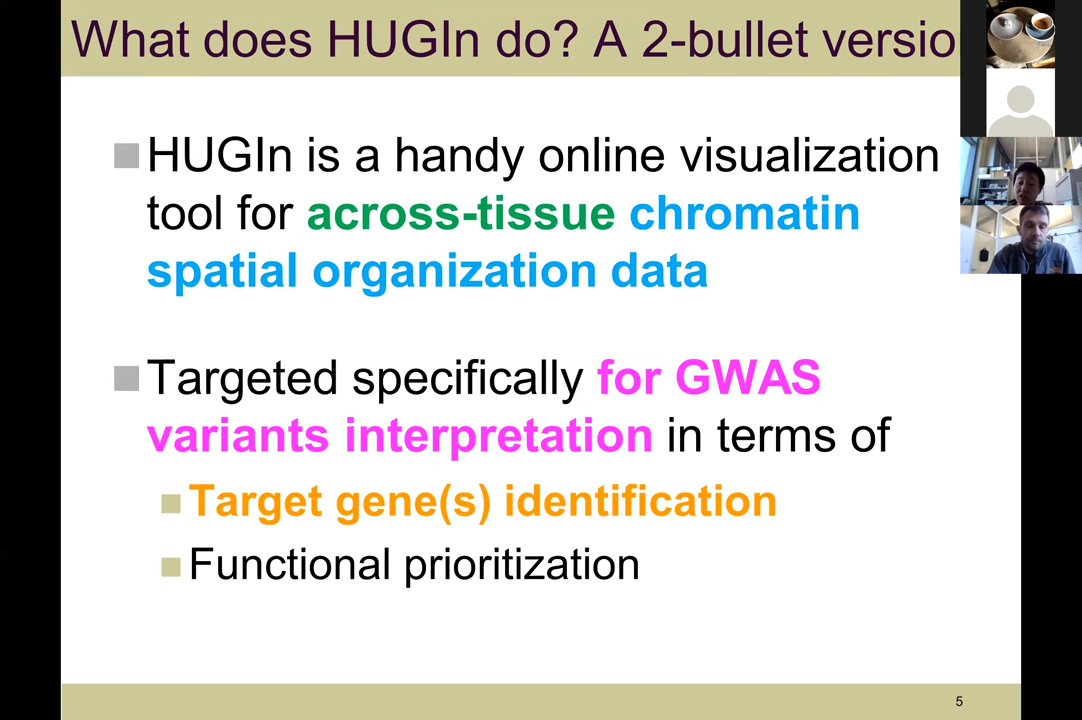 What does HUGIn do? A 2-bullet versio
HUGIn is a handy online visualization
tool for across-tissue chromatin
spatial organization data
Targeted specifically for GWAS
variants interpretation in terms of
Target gene(s) identification
Functional prioritization
5